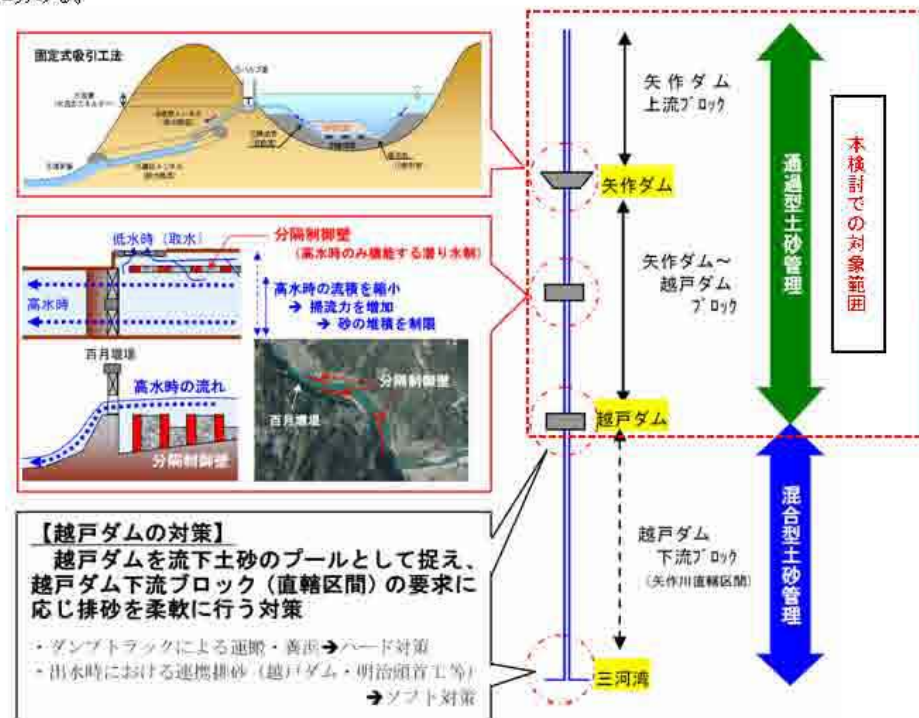 固定式吸引工法
低水時（取水）
分隔制御壁
（高水時のみ機能する潜り水制）
高水時の流積を縮小
➔ 掃流力を増加
➔ 砂の堆積を制限
高水時
百月堰堤
高水時の流れ
分隔制御壁
分隔制御壁
百月堰堤
【越戸ダムの対策】
越戸ダムを流下土砂のプールとして捉え、
越戸ダム下流ブロック（直轄区間）の要求に
応じ排砂を柔軟に行う対策
・ダンプトラックによる運搬・養浜➔ハード対策
・出水時における連携排砂（越戸ダム・明治頭首工等）
➔ソフト対策
矢作ダム
上流ブロック
矢作ダム
矢作ダム～
越戸ダム
ブロック
越戸ダム
越戸ダム
下流ブロック
（矢作川直轄区間）
三河湾
通過型土砂管理
混合型土砂管理
本検討での対象範囲